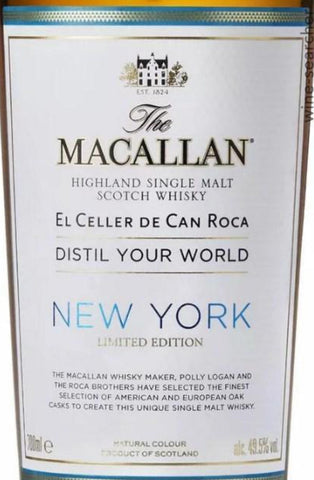 EST. 1824
The
MACALLAN
HIGHLAND SINGLE MALT
SCOTCH WHISKY
EL CELLER DE CAN ROCA
DISTIL YOUR WORLD
NEW YORK
LIMITED EDITION
THE MACALLAN WHISKY MAKER, POLLY LOGAN AND
THE ROCA BROTHERS HAVE SELECTED THE FINEST
SELECTION OF AMERICAN AND EUROPEAN OAK
CASKS TO CREATE THIS UNIQUE SINGLE MALT WHISKY.
700ml e
NATURAL COLOUR
PRODUCT OF SCOTLAND
alc. 49.5% vol